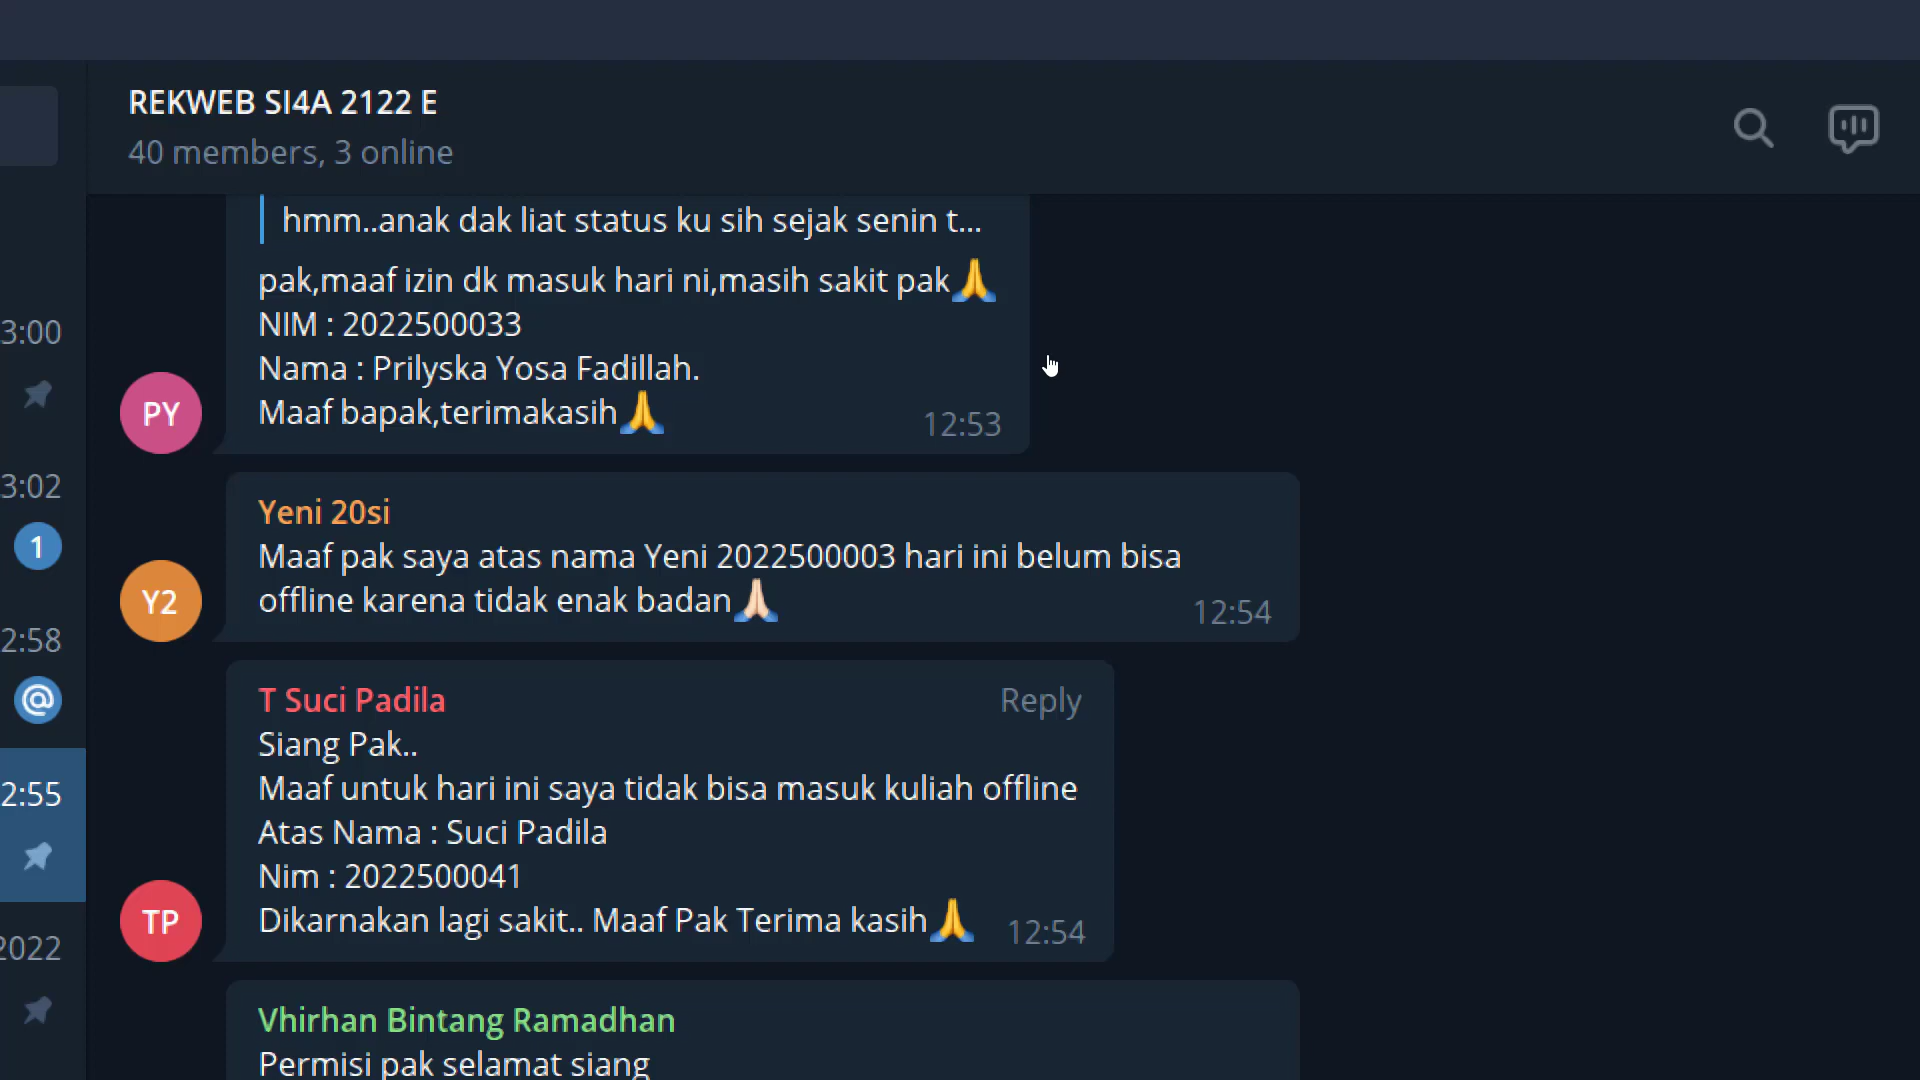 REKWEB SI4A 2122 E
40 members, 3 online
hmm..anak dak liat status ku sih sejak senin t...
pak,maaf izin dk masuk hari ni,masih sakit pak🙏
NIM : 2022500033
Nama : Prilyska Yosa Fadillah.
Maaf bapak,terimakasih🙏
12:53
PY
Yeni 20si
Maaf pak saya atas nama Yeni 2022500003 hari ini belum bisa
offline karena tidak enak badan🙏🏻
12:54
Y2
T Suci Padila
Reply
Siang Pak..
Maaf untuk hari ini saya tidak bisa masuk kuliah offline
Atas Nama : Suci Padila
Nim : 2022500041
Dikarnakan lagi sakit.. Maaf Pak Terima kasih🙏
12:54
TP
Vhirhan Bintang Ramadhan
Permisi pak selamat siang
3:00
3:02
1
2:58
@
2:55
2022